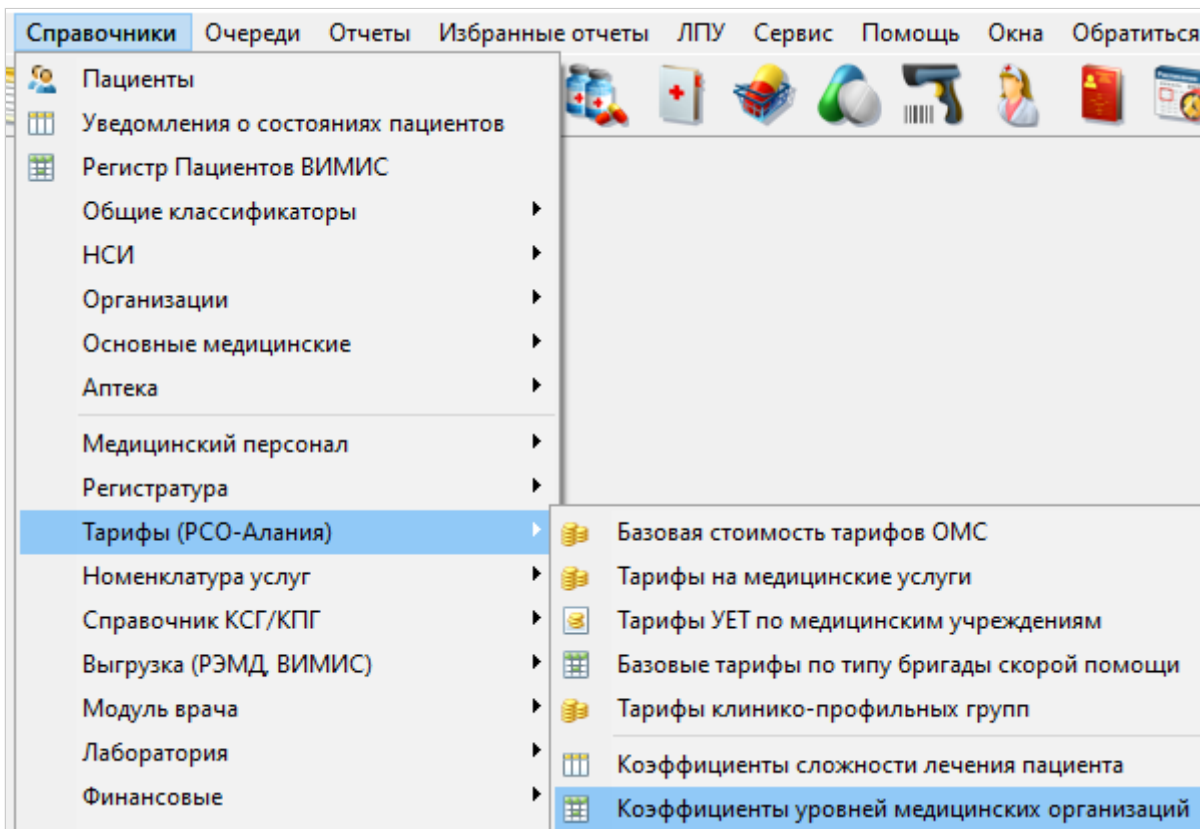 Справочники Очереди Отчеты Избранные отчеты ЛПУ Сервис Помощь Окна Обратиться
Пациенты
Уведомления о состояниях пациентов
Регистр Пациентов ВИМИС
Общие классификаторы
НСИ
Организации
Основные медицинские
Аптека
Медицинский персонал
Регистратура
Тарифы (РСО-Алания)
Номенклатура услуг
Справочник КСГ/КПГ
Выгрузка (РЭМД, ВИМИС)
Модуль врача
Лаборатория
Финансовые
Базовая стоимость тарифов ОМС
Тарифы на медицинские услуги
Тарифы УЕТ по медицинским учреждениям
Базовые тарифы по типу бригады скорой помощи
Тарифы клинико-профильных групп
Коэффициенты сложности лечения пациента
Коэффициенты уровней медицинских организаций